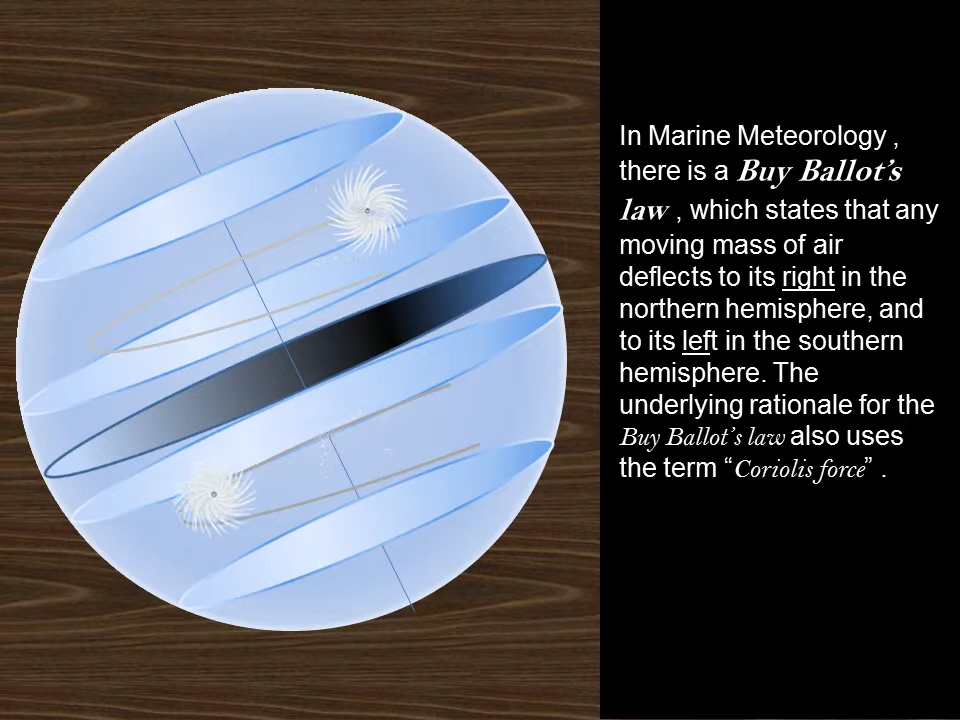 In Marine Meteorology ,
there is a Buy Ballot’s
law , which states that any
moving mass of air
deflects to its right in the
northern hemisphere, and
to its left in the southern
hemisphere. The
underlying rationale for the
Buy Ballot’s law also uses
the term “Coriolis force” .